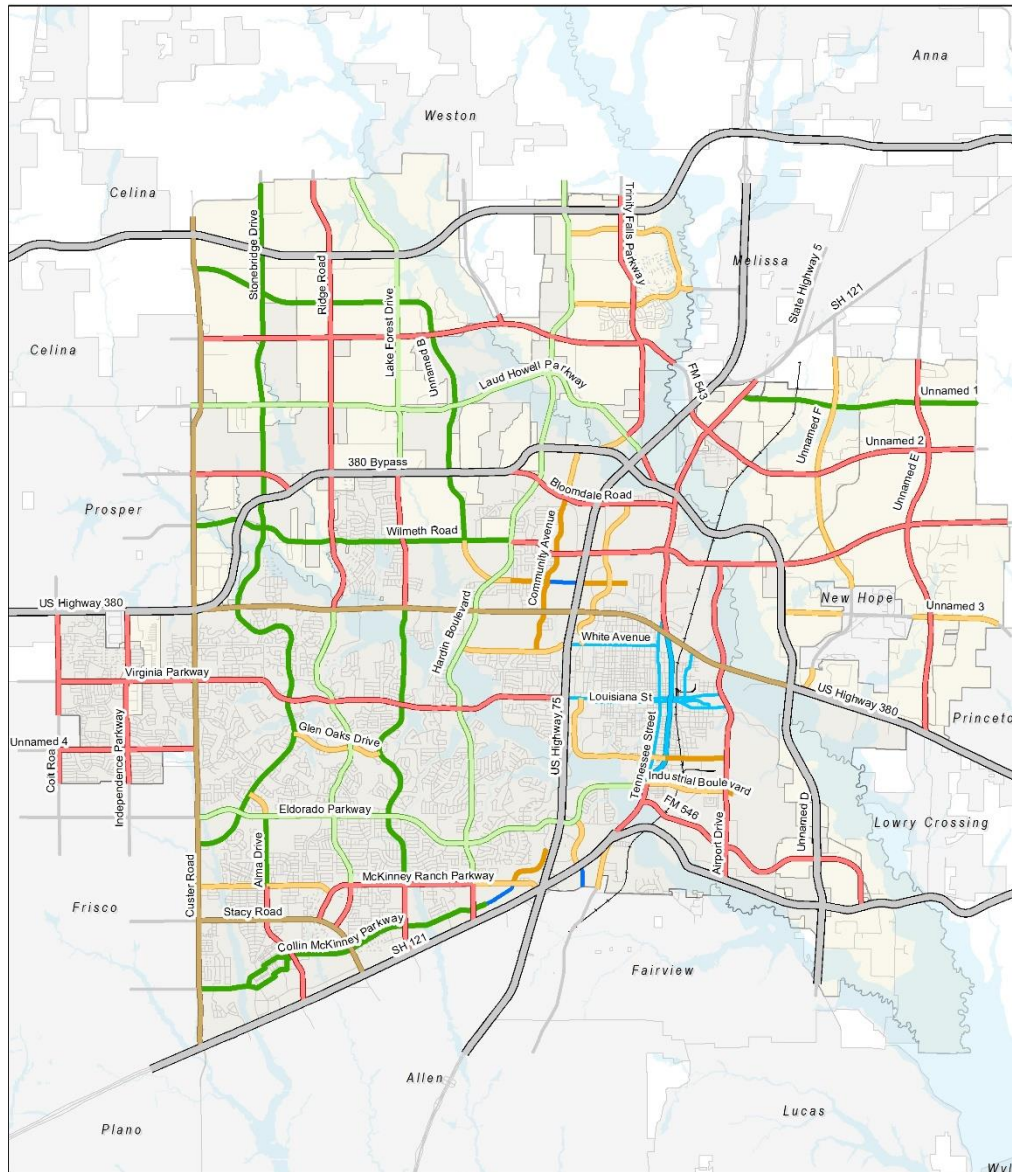 Anna
Weston
Celina
Trinity Falls Parkway
Stonebridge Drive
Ridge Road
Melissa
State Highway 5
SH 121
Lake Forest Drive
Unnamed B
Celina
Laud Howell Parkway
FM 543
Unnamed 1
Unnamed F
Unnamed 2
Unnamed E
380 Bypass
Bloomdale Road
Prosper
Wilmeth Road
Community Avenue
US Highway 380
New Hope
Unnamed 3
Hardin Boulevard
White Avenue
Virginia Parkway
Louisiana St
US Highway 380
Princeto
US Highway 75
Glen Oaks Drive
Unnamed 4
Coit Roa
Independence Parkway
Tennessee Street
Industrial Boulevard
Eldorado Parkway
FM 546
Unnamed D
Lowry Crossing
Airport Drive
Alma Drive
McKinney Ranch Parkway
Custer Road
Frisco
Stacy Road
Collin McKinney Parkway
SH 121
Fairview
Allen
Lucas
Plano
Wyl